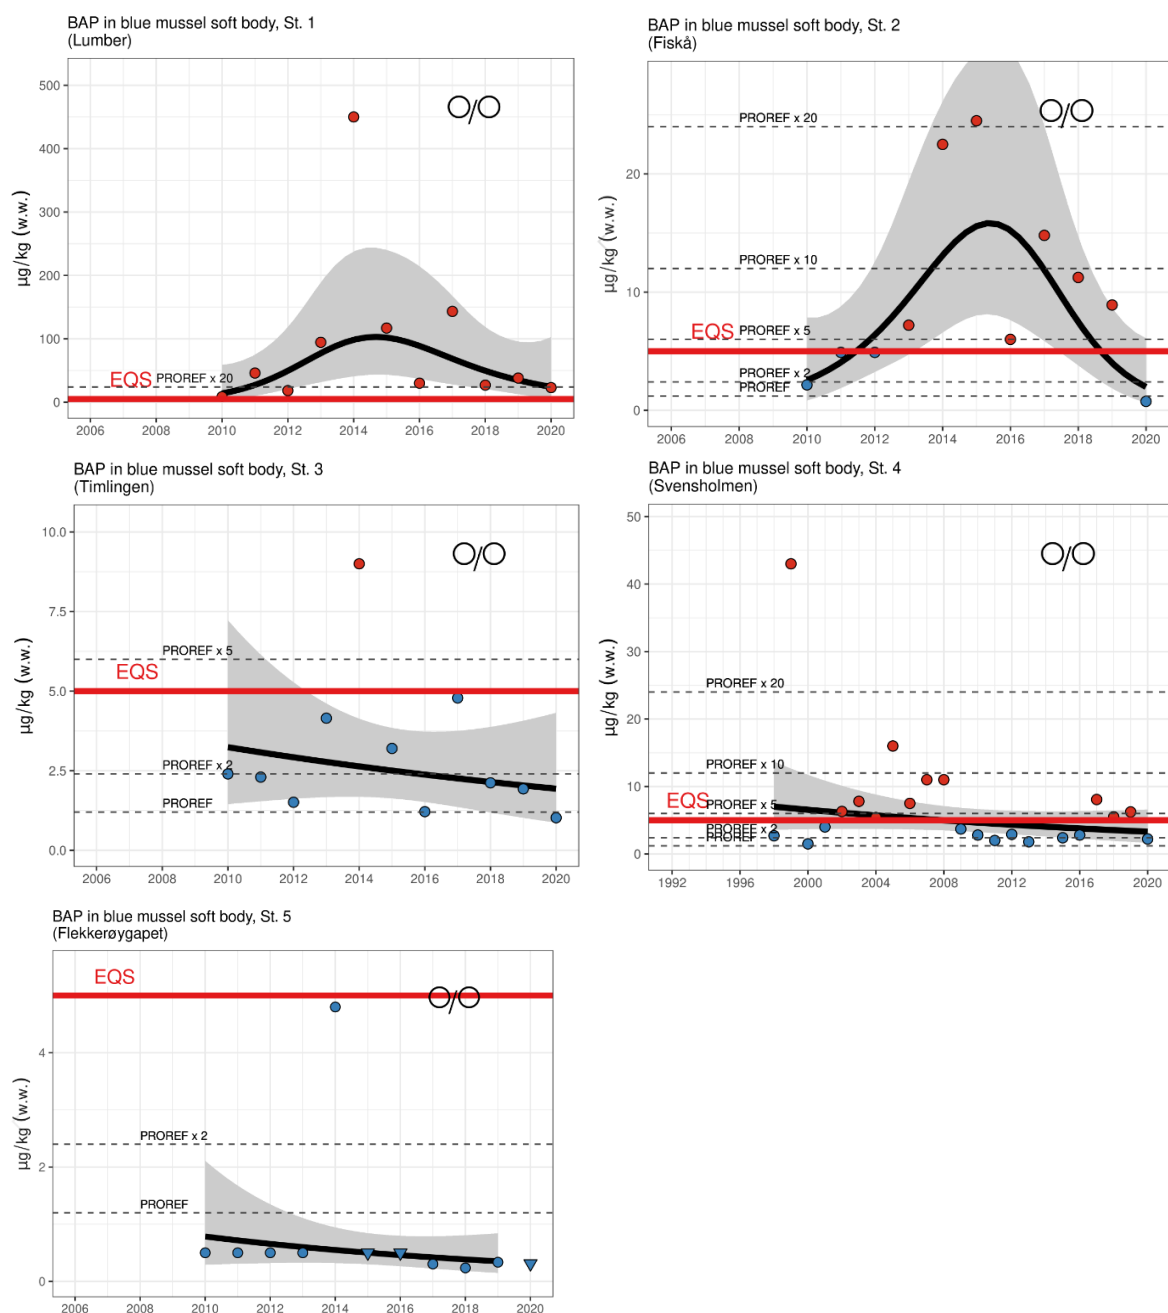 BAP in blue mussel soft body, St. 1
(Lumber)
µg/kg (w.w.)
500
400
300
200
100
0
EQS
PROREF x 20
○/○
2006 2008 2010 2012 2014 2016 2018 2020
BAP in blue mussel soft body, St. 2
(Fiskå)
µg/kg (w.w.)
20
10
0
PROREF x 20
PROREF x 10
EQS
PROREF x 5
PROREF x 2
PROREF
○/○
2006 2008 2010 2012 2014 2016 2018 2020
BAP in blue mussel soft body, St. 3
(Timlingen)
µg/kg (w.w.)
10.0
7.5
5.0
2.5
0.0
PROREF x 5
EQS
PROREF x 2
PROREF
○/○
2006 2008 2010 2012 2014 2016 2018 2020
BAP in blue mussel soft body, St. 4
(Svensholmen)
µg/kg (w.w.)
50
40
30
20
10
0
PROREF x 20
PROREF x 10
EQS
PROREF x 5
PROREF x 2
PROREF
○/○
1992 1996 2000 2004 2008 2012 2016 2020
BAP in blue mussel soft body, St. 5
(Flekkerøygapet)
µg/kg (w.w.)
4
2
0
EQS
PROREF x 2
PROREF
○/○
2006 2008 2010 2012 2014 2016 2018 2020